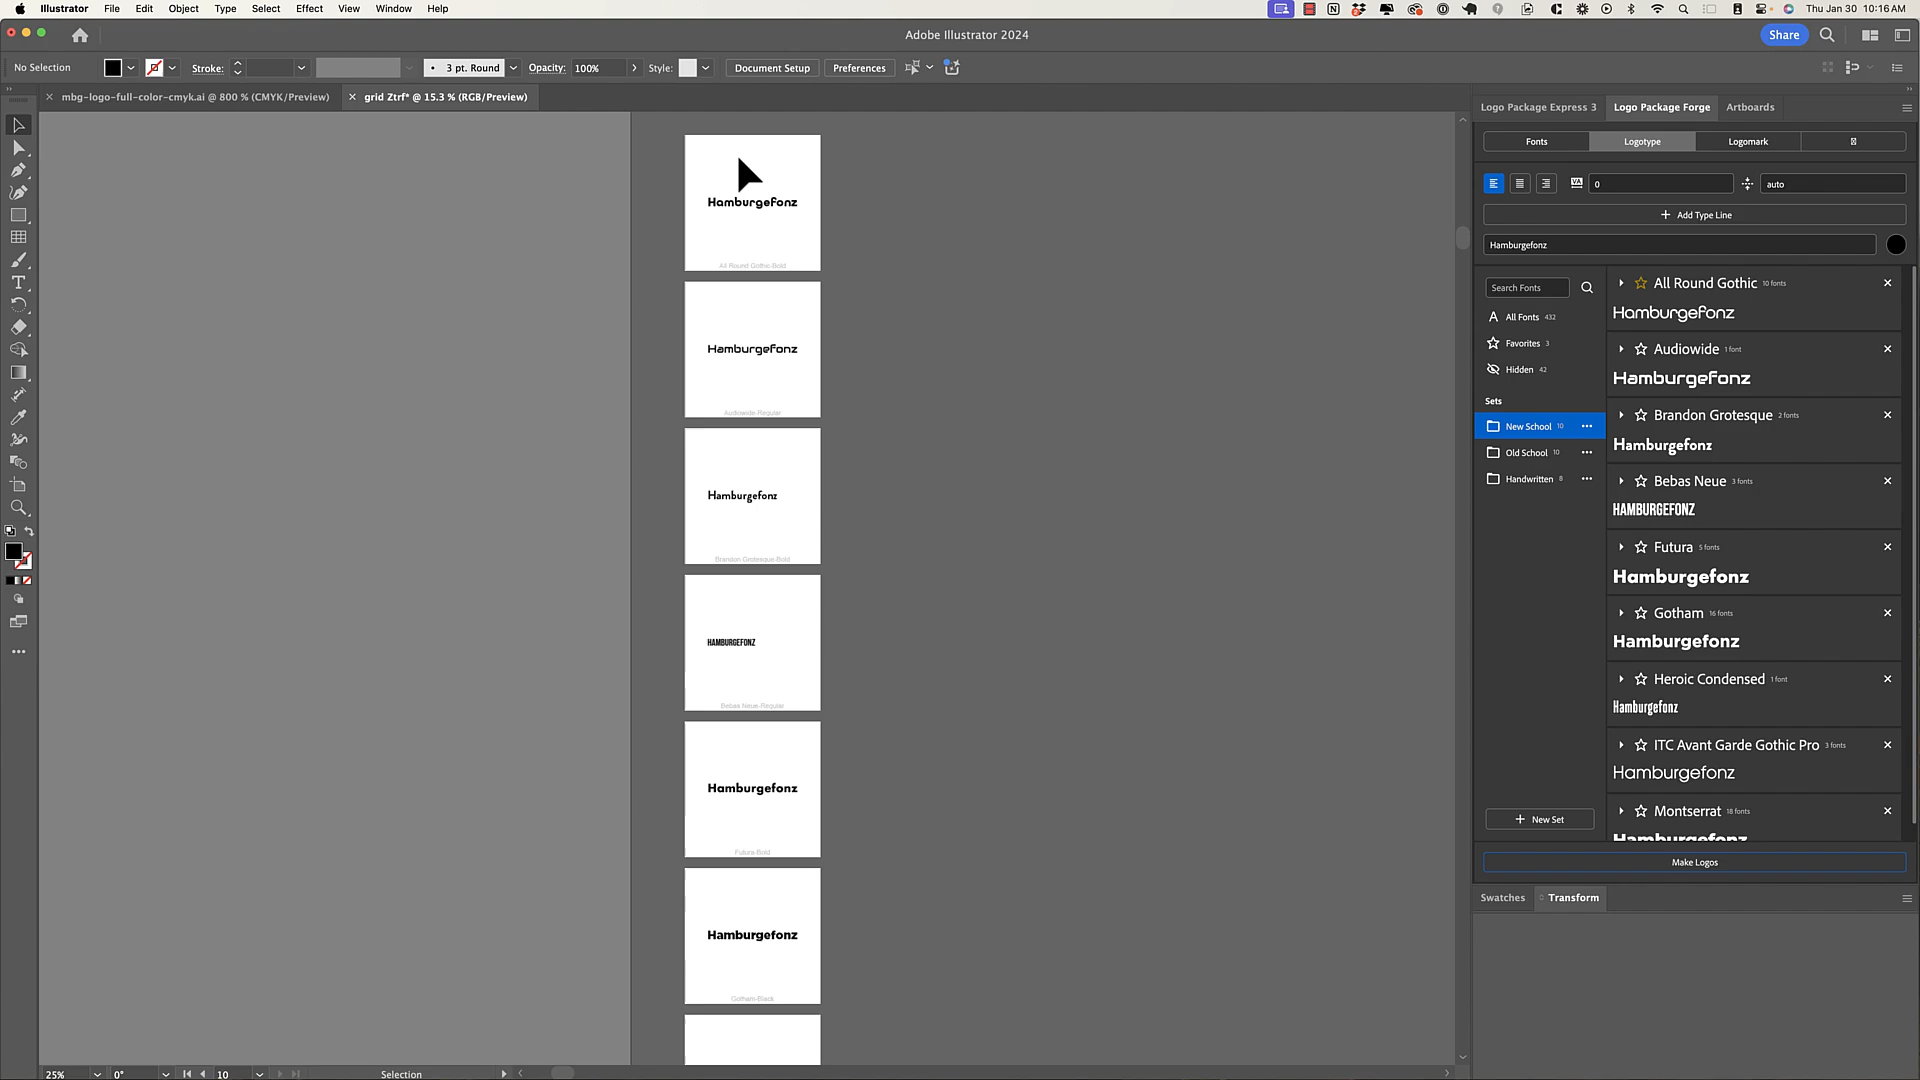 Illustrator File Edit Object Type Select Effect View Window Help
Thu Jan 30 10:16 AM
Adobe Illustrator 2024
Share
No Selection
Stroke:
3 pt. Round
Opacity:
100%
Style:
Document Setup
Preferences
mbg-logo-full-color-cmyk.ai @ 800 % (CMYK/Preview)
grid Ztrf* @ 15.3 % (RGB/Preview)
Hamburgefonz
All Round Gothic-Bold
Hamburgefonz
Audiowide-Regular
Hamburgefonz
Brandon Grotesque-Bold
HAMBURGEFONZ
Bebas Neue-Regular
Hamburgefonz
Futura-Bold
Hamburgefonz
Gotham-Black
Logo Package Express 3
Logo Package Forge
Artboards
Fonts
Logotype
Logomark
VA
0
auto
+ Add Type Line
Hamburgefonz
Search Fonts
All Fonts 432
Favorites 3
Hidden 42
Sets
New School 10
Old School 10
Handwritten 8
+ New Set
All Round Gothic 10 fonts
Hamburgefonz
Audiowide 1 font
Hamburgefonz
Brandon Grotesque 2 fonts
Hamburgefonz
Bebas Neue 3 fonts
HAMBURGEFONZ
Futura 5 fonts
Hamburgefonz
Gotham 16 fonts
Hamburgefonz
Heroic Condensed 1 font
Hamburgefonz
ITC Avant Garde Gothic Pro 3 fonts
Hamburgefonz
Montserrat 18 fonts
Hamburgefonz
Make Logos
Swatches
Transform
25%
0°
10
Selection